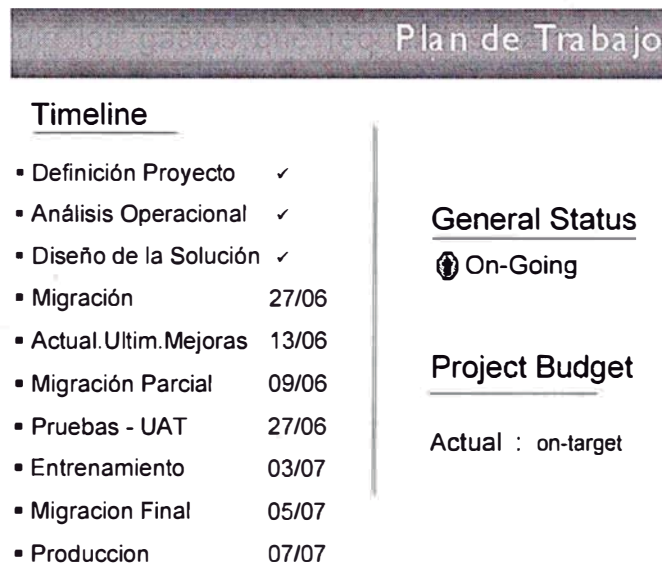 Plan de Trabajo
Timeline
▪ Definición Proyecto ✓
▪ Análisis Operacional ✓
▪ Diseño de la Solución ✓
▪ Migración 27/06
▪ Actual.Ultim.Mejoras 13/06
▪ Migración Parcial 09/06
▪ Pruebas - UAT 27/06
▪ Entrenamiento 03/07
▪ Migracion Final 05/07
▪ Produccion 07/07
General Status
On-Going
Project Budget
Actual : on-target